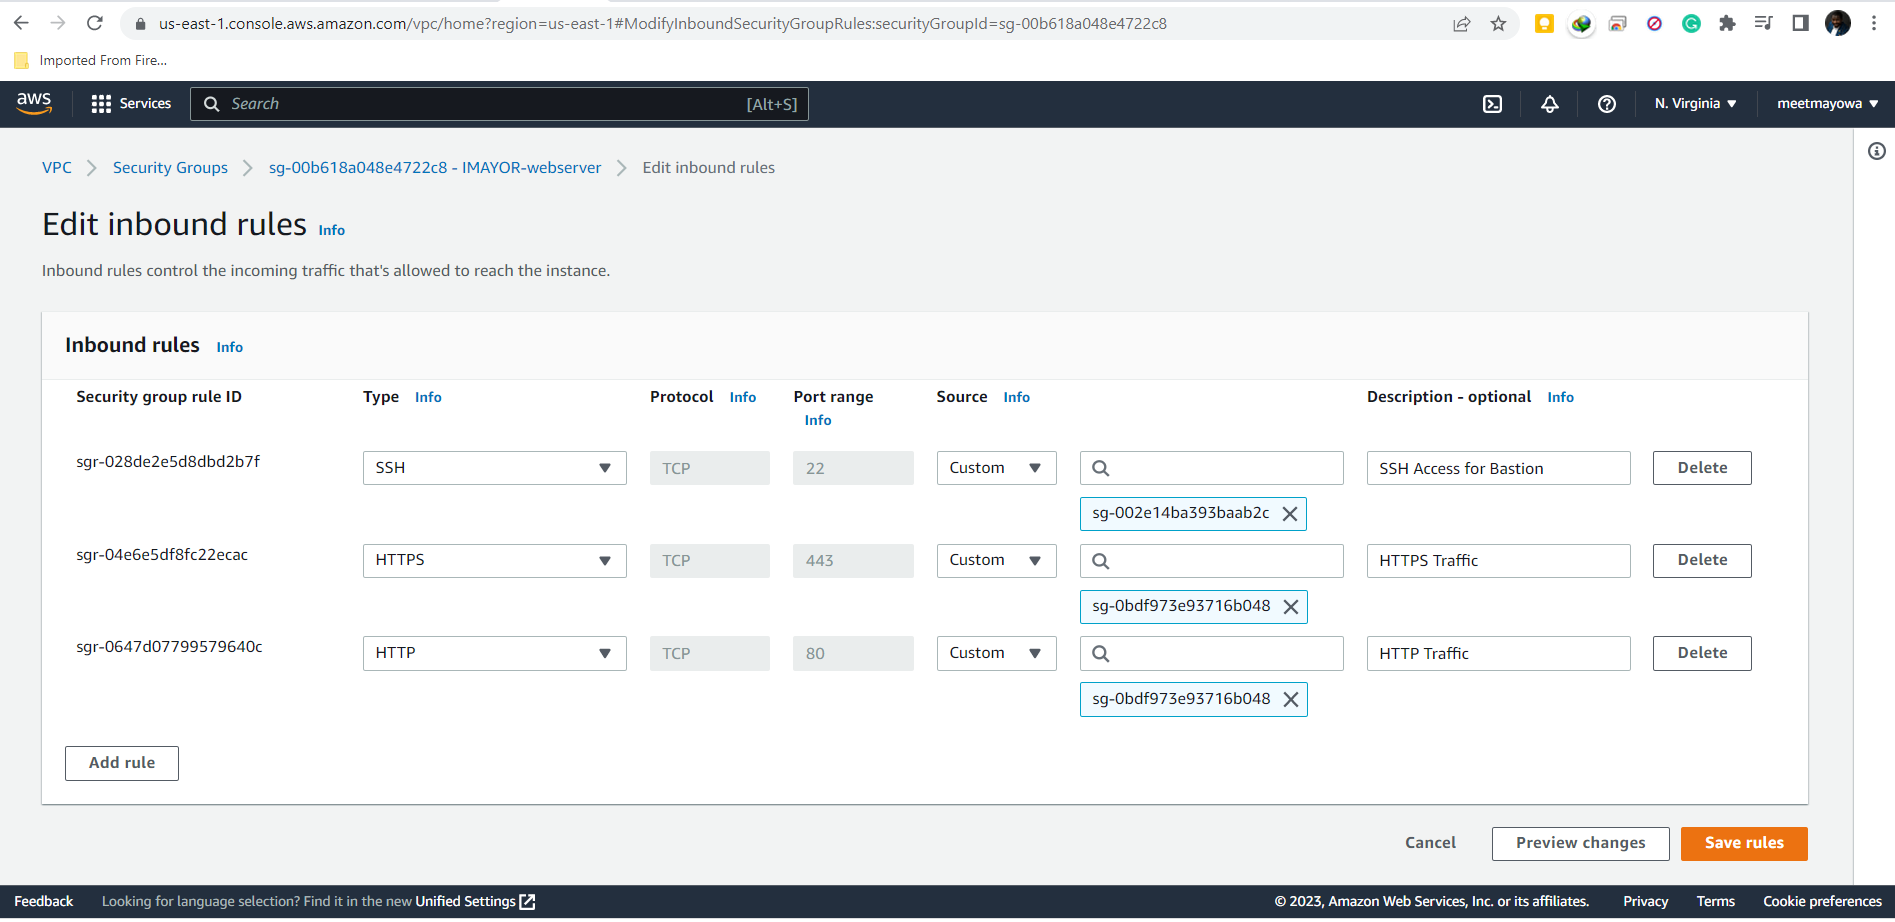 us-east-1.console.aws.amazon.com/vpc/home?region=us-east-1#ModifyInboundSecurityGroupRules:securityGroupId=sg-00b618a048e4722c8
Imported From Fire...
aws Services Search [Alt+S] N. Virginia ▼ meetmayowa ▼
VPC > Security Groups > sg-00b618a048e4722c8 - IMAYOR-webserver > Edit inbound rules
Edit inbound rules Info
Inbound rules control the incoming traffic that's allowed to reach the instance.
Inbound rules Info
Security group rule ID Type Info Protocol Info Port range Source Info Description - optional Info
Info
sgr-028de2e5d8dbd2b7f SSH TCP 22 Custom SSH Access for Bastion Delete
sg-002e14ba393baab2c
sgr-04e6e5df8fc22ecac HTTPS TCP 443 Custom HTTPS Traffic Delete
sg-0bdf973e93716b048
sgr-0647d07799579640c HTTP TCP 80 Custom HTTP Traffic Delete
sg-0bdf973e93716b048
Add rule
Cancel Preview changes Save rules
Feedback Looking for language selection? Find it in the new Unified Settings © 2023, Amazon Web Services, Inc. or its affiliates. Privacy Terms Cookie preferences